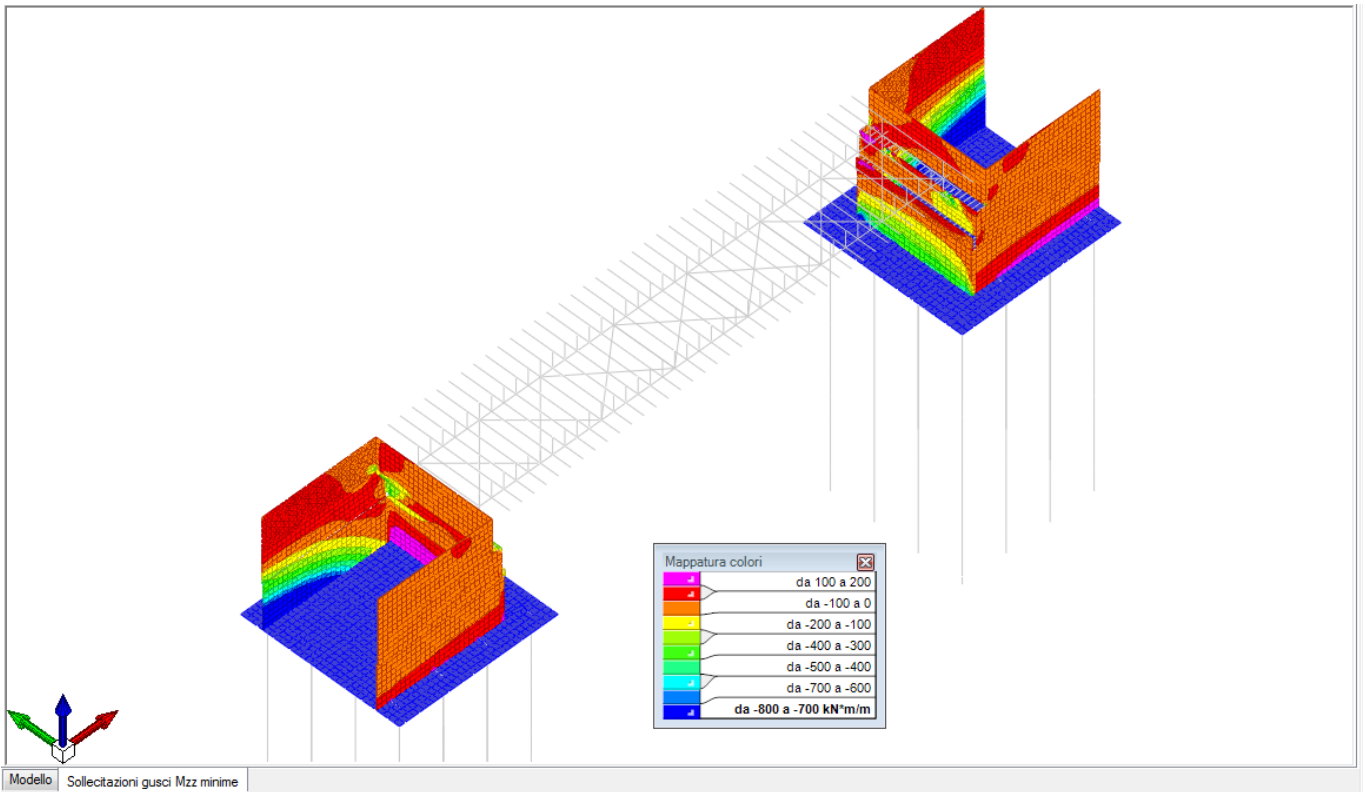 Mappatura colori
da 100 a 200
da -100 a 0
da -200 a -100
da -400 a -300
da -500 a -400
da -700 a -600
da -800 a -700 kN*m/m
Modello
Sollecitazioni gusci Mzz minime